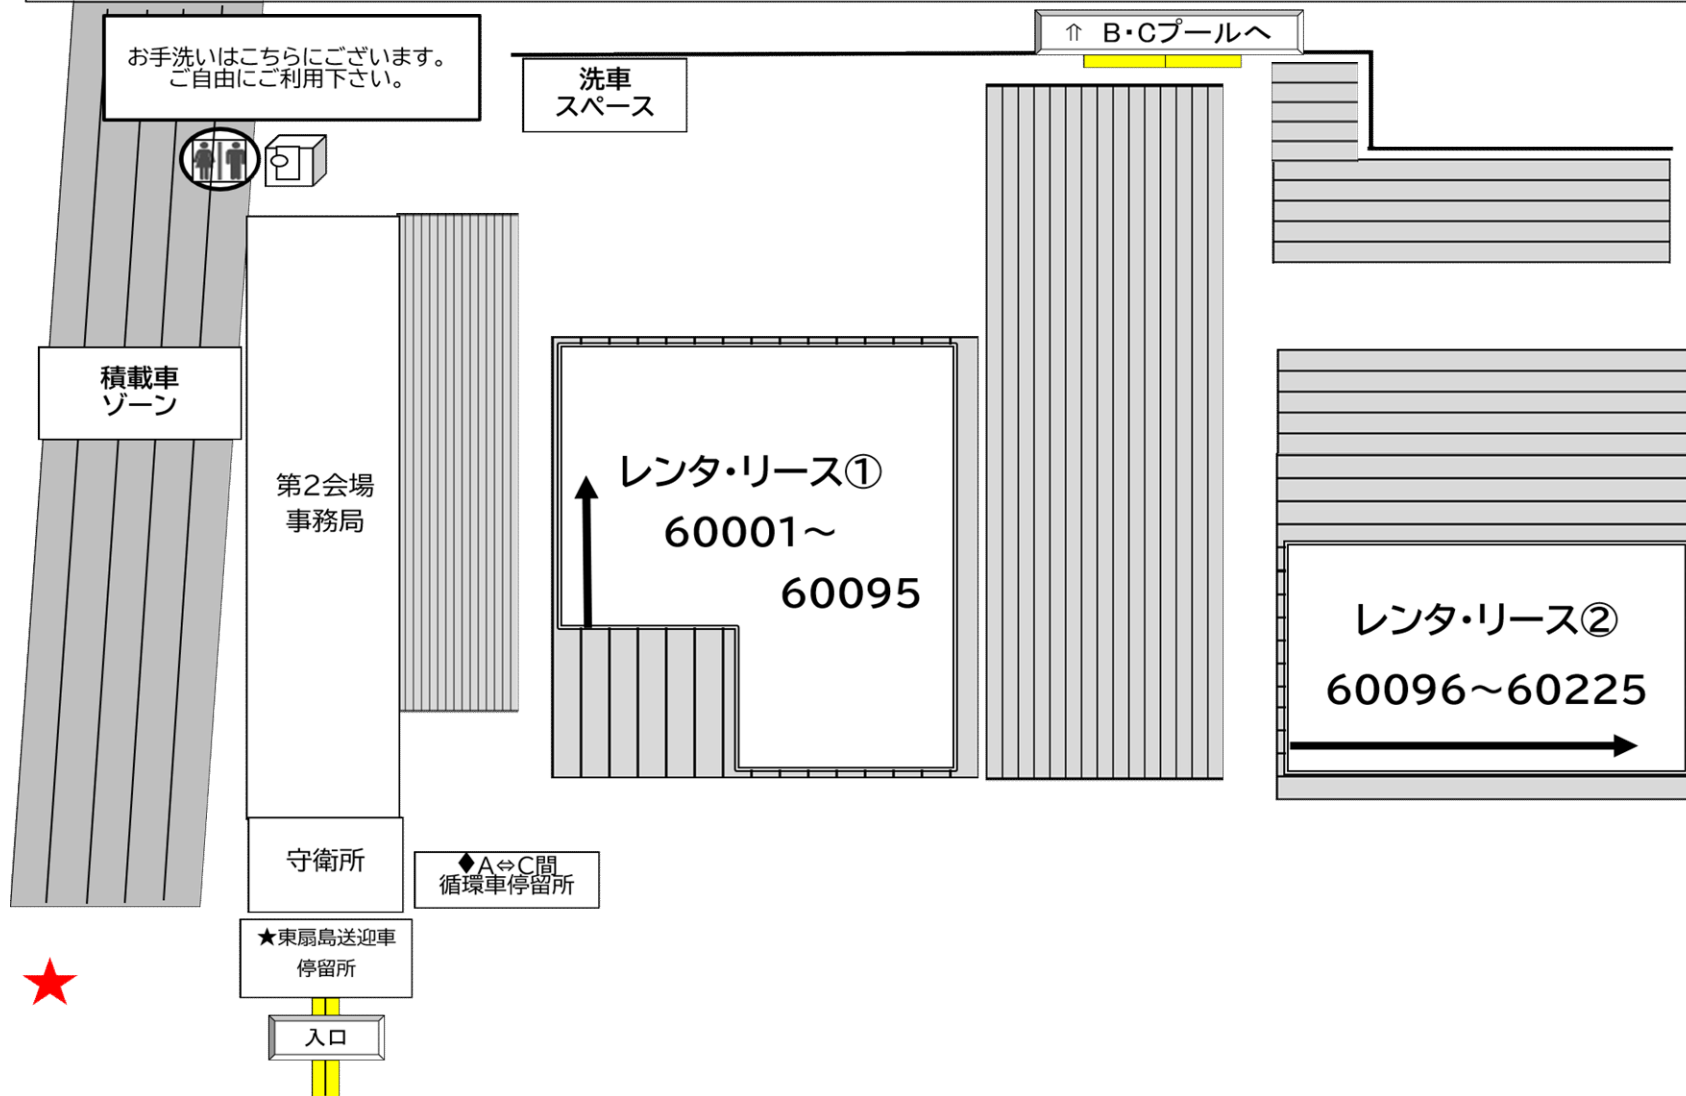 お手洗いはこちらにございます。
ご自由にご利用下さい。
洗車
スペース
⇑ B・Cプールへ
積載車
ゾーン
第2会場
事務局
レンタ・リース①
60001～
60095
レンタ・リース②
60096～60225
守衛所
◆A⇔C間
循環車停留所
★東扇島送迎車
停留所
入口